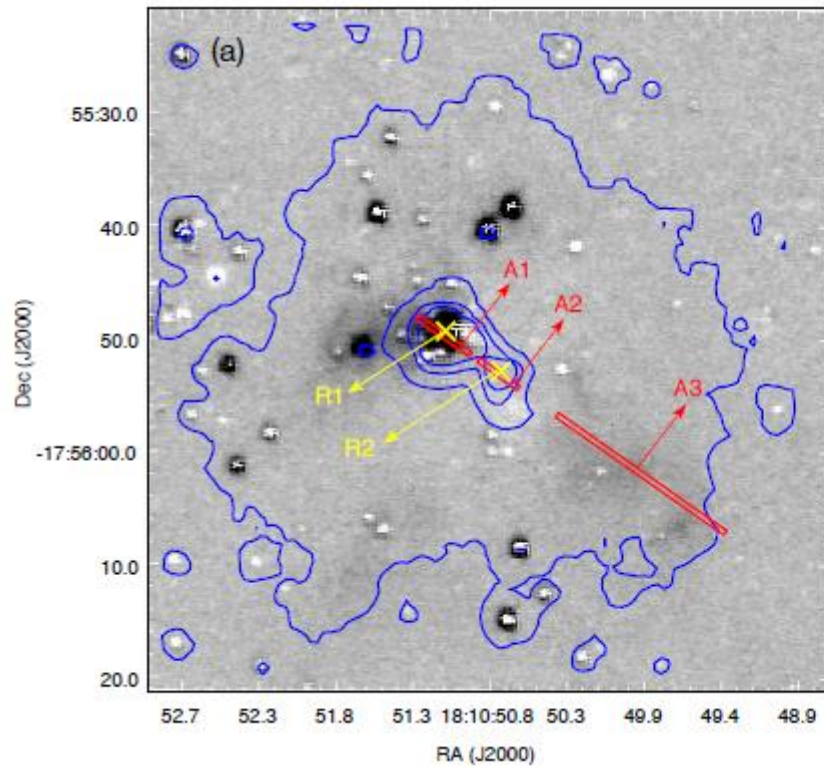 (a)
55:30.0
40.0
50.0
-17:56:00.0
10.0
20.0
Dec (J2000)
A1
A2
A3
R1
R2
52.7 52.3 51.8 51.3 18:10:50.8 50.3 49.9 49.4 48.9
RA (J2000)